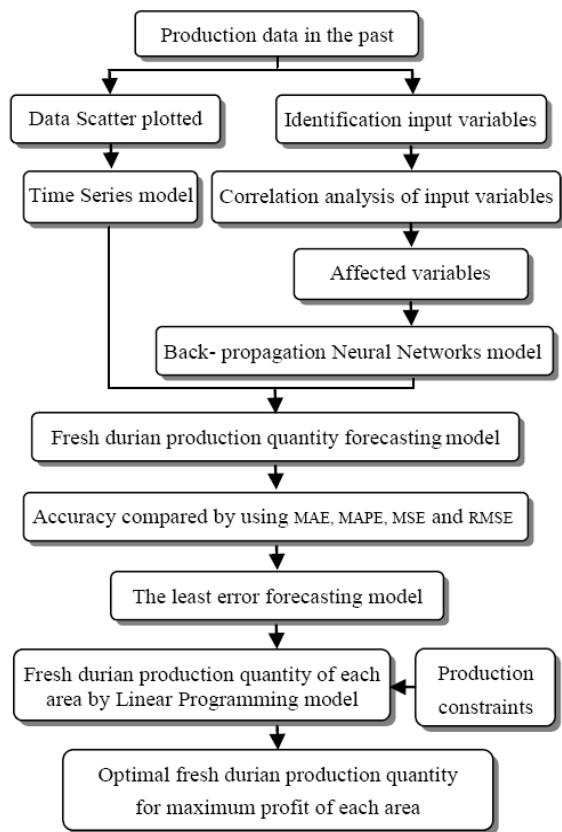 Production data in the past
Data Scatter plotted
Identification input variables
Time Series model
Correlation analysis of input variables
Affected variables
Back- propagation Neural Networks model
Fresh durian production quantity forecasting model
Accuracy compared by using MAE, MAPE, MSE and RMSE
The least error forecasting model
Fresh durian production quantity of each
area by Linear Programming model
Production
constraints
Optimal fresh durian production quantity
for maximum profit of each area